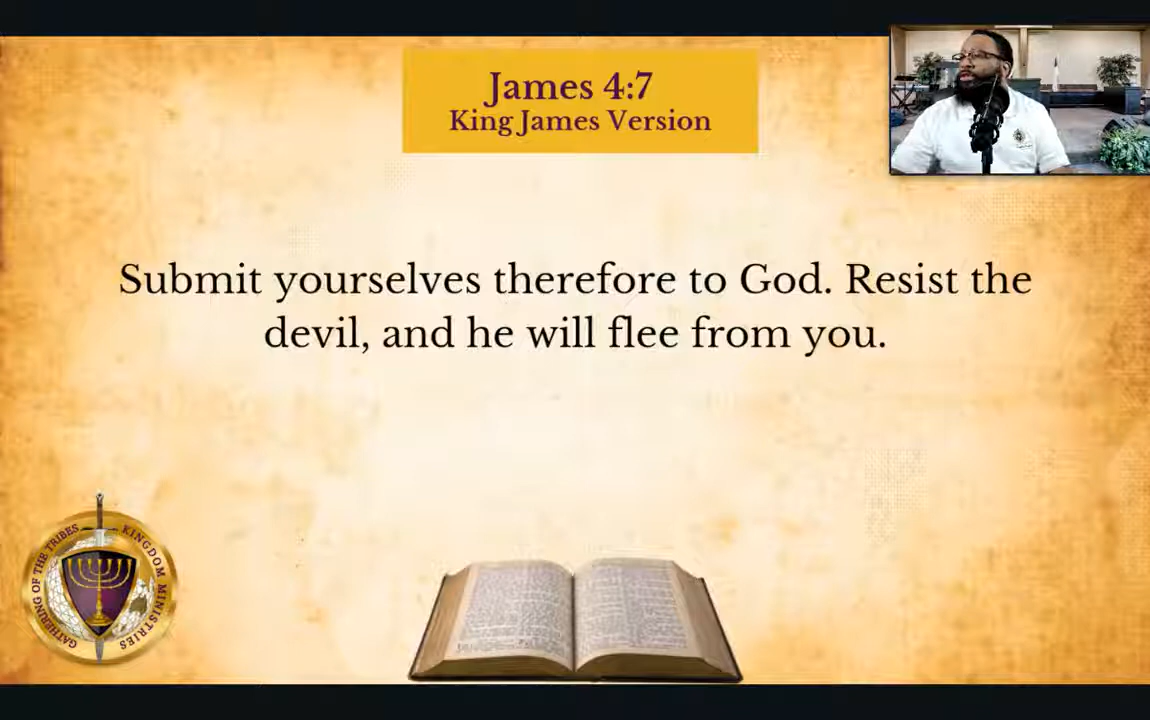 James 4:7
King James Version
Submit yourselves therefore to God. Resist the
devil, and he will flee from you.
GATHERING OF THE TRIBES
KINGDOM MINISTRIES